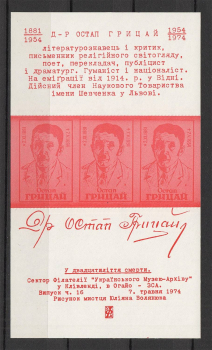 1881 1954
1954 Д-Р ОСТАП ГРИЦАЙ 1974
літературознавець і критик,
письменник релігійного світогляду,
поет, перекладач, публіцист
і драматург. Гуманіст і націоналіст.
На еміграції від 1914. р. у Відні.
Дійсний член Наукового Товариства
імени Шевченка у Львові.
Остап Остап Остап
ГРИЦАЙ ГРИЦАЙ ГРИЦАЙ
Др Остап Грицай
У двадцятиліття смерти.
Сектор Філателії "Українського Музею-Архіву"
у Клівленді, в Огайо - ЗСА.
Випуск ч. 16 7. травня 1974
Рисунок мистця Юліяна